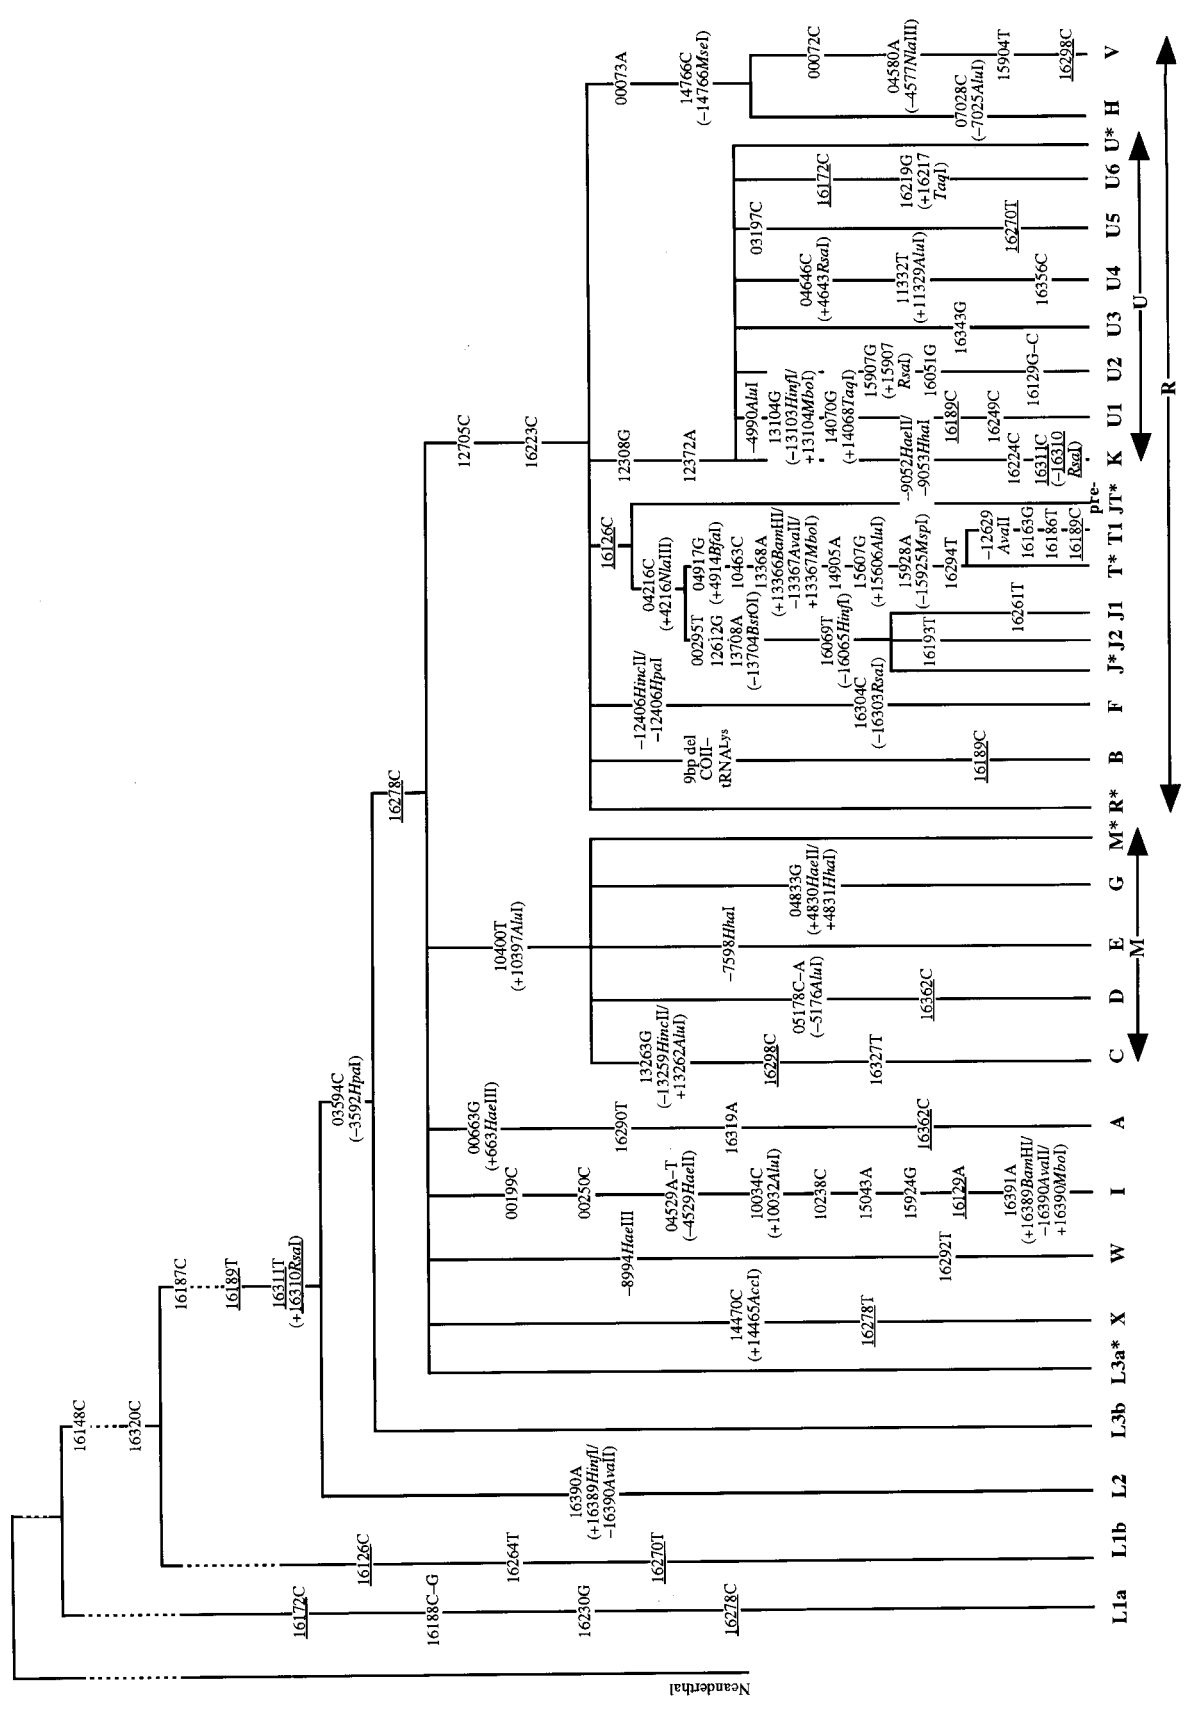 Neanderthal
16148C
16320C
16187C
16189T
16311T
(+16310RsaI)
03594C
(−3592HpaI)
16278C
16172C
16188C–G
16230G
16278C
L1a
16126C
16264T
16270T
L1b
16390A
(+16389HinfI/
−16390AvaII)
L2
L3b
L3a*
14470C
(+14465AccI)
16278T
X
−8994HaeIII
16292T
W
00199C
00250C
04529A–T
(−4529HaeII)
10034C
(+10032AluI)
10238C
15043A
15924G
16129A
16391A
(+16389BamHI/
−16390AvaII/
+16390MboI)
I
00663G
(+663HaeIII)
16290T
16319A
16362C
A
10400T
(+10397AluI)
13263G
(−13259HincII/
+13262AluI)
16298C
16327T
C
05178C–A
(−5176AluI)
16362C
D
−7598HhaI
E
04833G
(+4830HaeII/
+4831HhaI)
G
M*
M
12705C
16223C
R*
9bp del
COII–
tRNALys
16189C
B
−12406HincII/
−12406HpaI
16304C
(−16303RsaI)
F
16126C
04216C
(+4216NlaIII)
00295T
12612G
13708A
(−13704BstOI)
16069T
(−16065HinfI)
J*
16193T
J2
16261T
J1
04917G
(+4914BfaI)
10463C
13368A
(+13366BamHI/
−13367AvaII/
+13367MboI)
14905A
15607G
(+15606AluI)
15928A
(−15925MspI)
16294T
T*
−12629
AvaII
16163G
16186T
16189C
T1
pre-
JT*
12308G
12372A
−9052HaeII/
−9053HhaI
16224C
16311C
(−16310
RsaI)
K
−4990AluI
13104G
(−13103HinfI/
+13104MboI)
14070G
(+14068TaqI)
16189C
16249C
U1
15907G
(+15907
RsaI)
16051G
16129G–C
U2
16343G
U3
04646C
(+4643RsaI)
11332T
(+11329AluI)
16356C
U4
03197C
16270T
U5
16172C
16219G
(+16217
TaqI)
U6
U*
U
00073A
14766C
(−14766MseI)
07028C
(−7025AluI)
H
00072C
04580A
(−4577NlaIII)
15904T
16298C
V
R